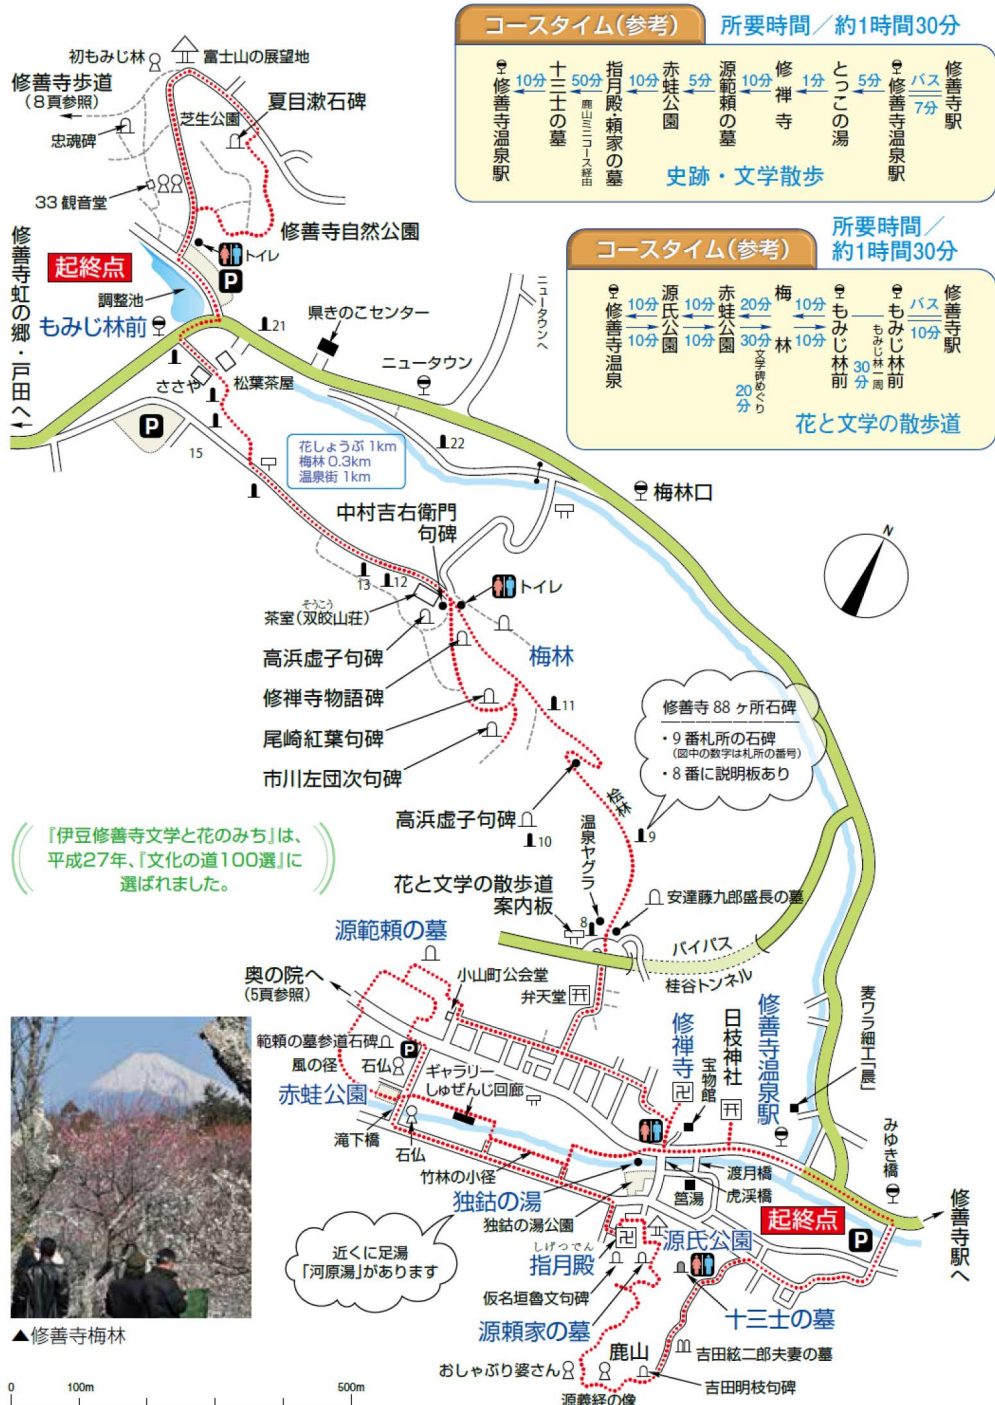 コースタイム(参考)
所要時間／約1時間30分
修善寺駅
バス
7分
修善寺温泉駅
5分
とっこの湯
1分
修禅寺
10分
源範頼の墓
5分
赤蛙公園
10分
指月殿・頼家の墓
50分
鹿山ミニコース経由
十三士の墓
10分
修善寺温泉駅
史跡・文学散歩
コースタイム(参考)
所要時間／
約1時間30分
修善寺駅
バス
10分
もみじ林前
もみじ林一周
30分
もみじ林前
10分
10分
梅林
20分
30分
文学碑めぐり
20分
赤蛙公園
10分
10分
源氏公園
10分
10分
修善寺温泉
花と文学の散歩道
初もみじ林
富士山の展望地
修善寺歩道
(8頁参照)
夏目漱石碑
芝生公園
忠魂碑
33観音堂
修善寺自然公園
トイレ
P
起終点
調整池
もみじ林前
修善寺虹の郷・戸田へ
21
県きのこセンター
ニュータウン
ニュータウンへ
ささや
松葉茶屋
P
15
22
花しょうぶ 1km
梅林 0.3km
温泉街 1km
梅林口
N
中村吉右衛門
句碑
13
12
トイレ
そうこう
茶室(双皎山荘)
高浜虚子句碑
梅林
修禅寺物語碑
尾崎紅葉句碑
11
市川左団次句碑
修善寺 88 ヶ所石碑
・9番札所の石碑
(図中の数字は札所の番号)
・8番に説明板あり
桧林
高浜虚子句碑
10
9
温泉ヤグラ
『伊豆修善寺文学と花のみち』は、
平成27年、『文化の道100選』に
選ばれました。
花と文学の散歩道
案内板
8
安達藤九郎盛長の墓
バイパス
桂谷トンネル
源範頼の墓
奥の院へ
(5頁参照)
小山町公会堂
弁天堂
範頼の墓参道石碑
P
風の径
石仏
ギャラリー
しゅぜんじ回廊
赤蛙公園
修禅寺
宝物館
日枝神社
修善寺温泉駅
麦ワラ細工「晨」
みゆき橋
滝下橋
石仏
竹林の小径
独鈷の湯
独鈷の湯公園
渡月橋
虎渓橋
筥湯
起終点
P
修善寺駅へ
近くに足湯
「河原湯」があります
しげつでん
指月殿
源氏公園
仮名垣魯文句碑
源頼家の墓
十三士の墓
鹿山
吉田絃二郎夫妻の墓
おしゃぶり婆さん
吉田明枝句碑
源義経の像
▲修善寺梅林
0
100m
500m